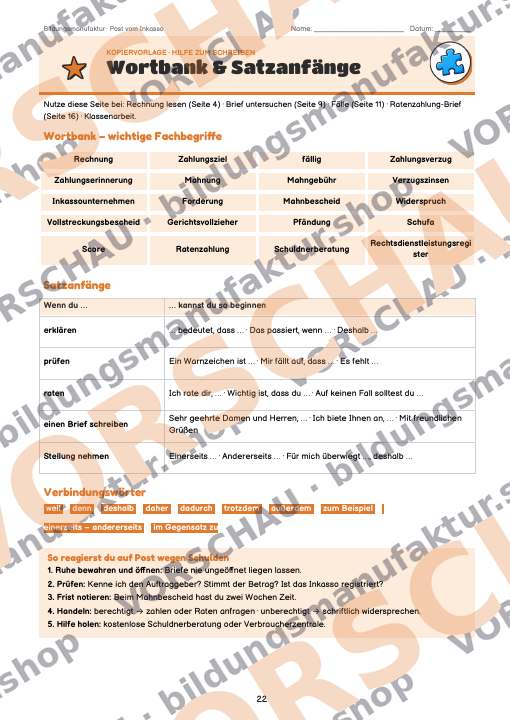 Bildungsmanufaktur · Post vom Inkasso
Name: Datum:
KOPIERVORLAGE · HILFE ZUM SCHREIBEN
Wortbank & Satzanfänge
Nutze diese Seite bei: Rechnung lesen (Seite 4) · Brief untersuchen (Seite 9) · Fälle (Seite 11) · Ratenzahlung-Brief
(Seite 16) · Klassenarbeit.
Wortbank – wichtige Fachbegriffe
Rechnung Zahlungsziel fällig Zahlungsverzug
Zahlungserinnerung Mahnung Mahngebühr Verzugszinsen
Inkassounternehmen Forderung Mahnbescheid Widerspruch
Vollstreckungsbescheid Gerichtsvollzieher Pfändung Schufa
Score Ratenzahlung Schuldnerberatung Rechtsdienstleistungsregi
ster
Satzanfänge
Wenn du ... ... kannst du so beginnen
erklären ... bedeutet, dass ... · Das passiert, wenn ... · Deshalb ...
prüfen Ein Warnzeichen ist ... · Mir fällt auf, dass ... · Es fehlt ...
raten Ich rate dir, ... · Wichtig ist, dass du ... · Auf keinen Fall solltest du ...
einen Brief schreiben Sehr geehrte Damen und Herren, ... · Ich biete Ihnen an, ... · Mit freundlichen
Grüßen
Stellung nehmen Einerseits ... · Andererseits ... · Für mich überwiegt ... deshalb ...
Verbindungswörter
weil denn deshalb daher dadurch trotzdem außerdem zum Beispiel
einerseits – andererseits im Gegensatz zu
So reagierst du auf Post wegen Schulden
1. Ruhe bewahren und öffnen: Briefe nie ungeöffnet liegen lassen.
2. Prüfen: Kenne ich den Auftraggeber? Stimmt der Betrag? Ist das Inkasso registriert?
3. Frist notieren: Beim Mahnbescheid hast du zwei Wochen Zeit.
4. Handeln: berechtigt → zahlen oder Raten anfragen · unberechtigt → schriftlich widersprechen.
5. Hilfe holen: kostenlose Schuldnerberatung oder Verbraucherzentrale.
22
VORSCHAU · bildungsmanufaktur.shop